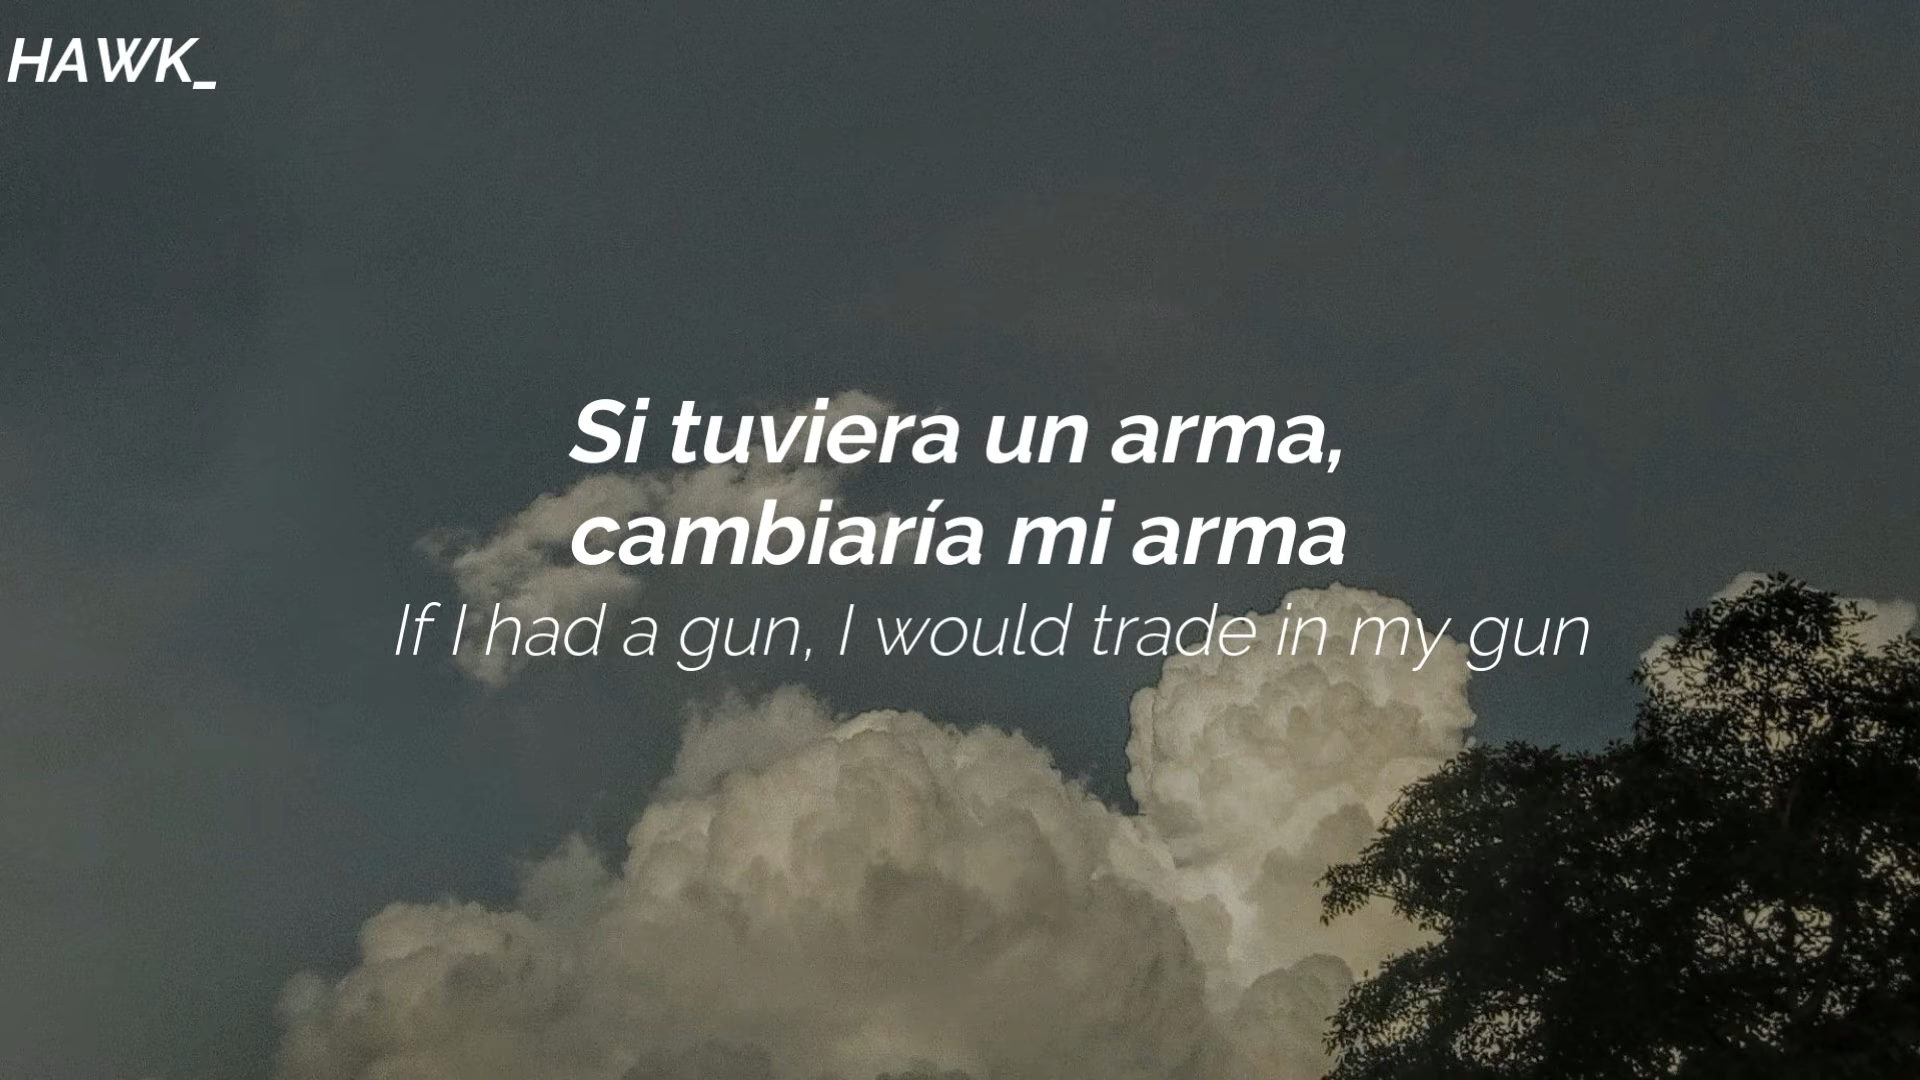 HAWK_
Si tuviera un arma,
cambiaría mi arma
If I had a gun, I would trade in my gun